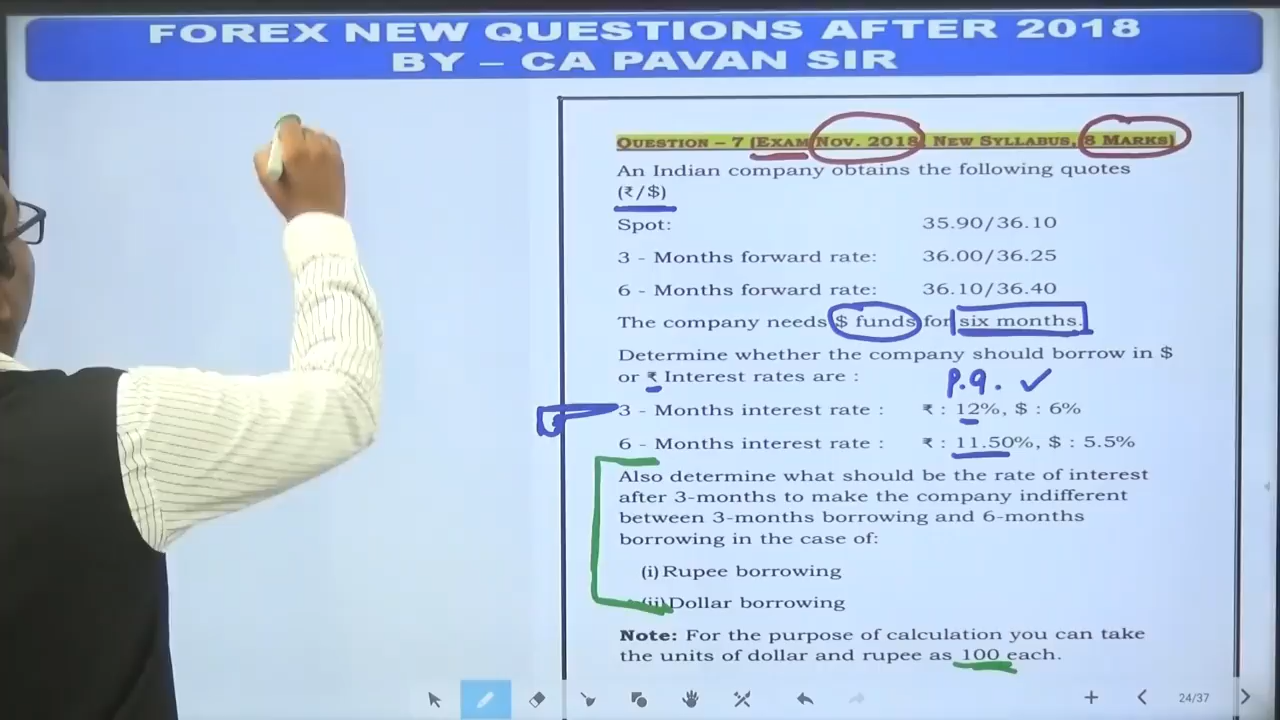 FOREX NEW QUESTIONS AFTER 2018
BY – CA PAVAN SIR
QUESTION – 7 (EXAM NOV. 2018, NEW SYLLABUS, 8 MARKS)
An Indian company obtains the following quotes
(₹/$)
Spot: 35.90/36.10
3 - Months forward rate: 36.00/36.25
6 - Months forward rate: 36.10/36.40
The company needs $ funds for six months.
Determine whether the company should borrow in $
or ₹ Interest rates are :
p.a. ✓
3 - Months interest rate : ₹ : 12%, $ : 6%
6 - Months interest rate : ₹ : 11.50%, $ : 5.5%
Also determine what should be the rate of interest
after 3-months to make the company indifferent
between 3-months borrowing and 6-months
borrowing in the case of:
(i) Rupee borrowing
(ii) Dollar borrowing
Note: For the purpose of calculation you can take
the units of dollar and rupee as 100 each.
24/37